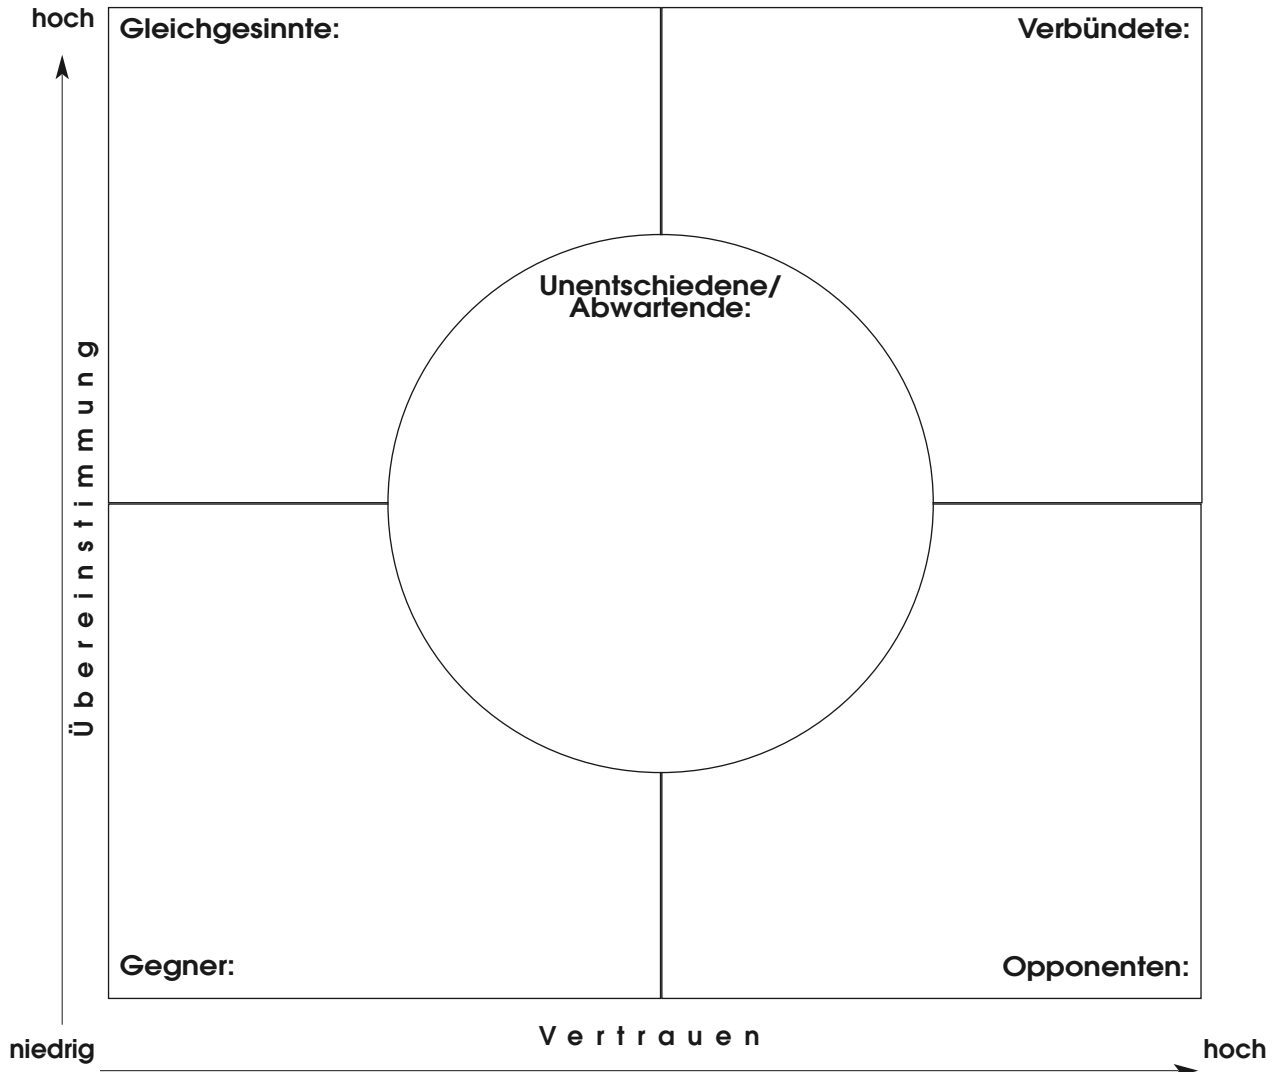 hoch
Gleichgesinnte:
Verbündete:
Unentschiedene/
Abwartende:
Übereinstimmung
Gegner:
Opponenten:
Vertrauen
niedrig
hoch